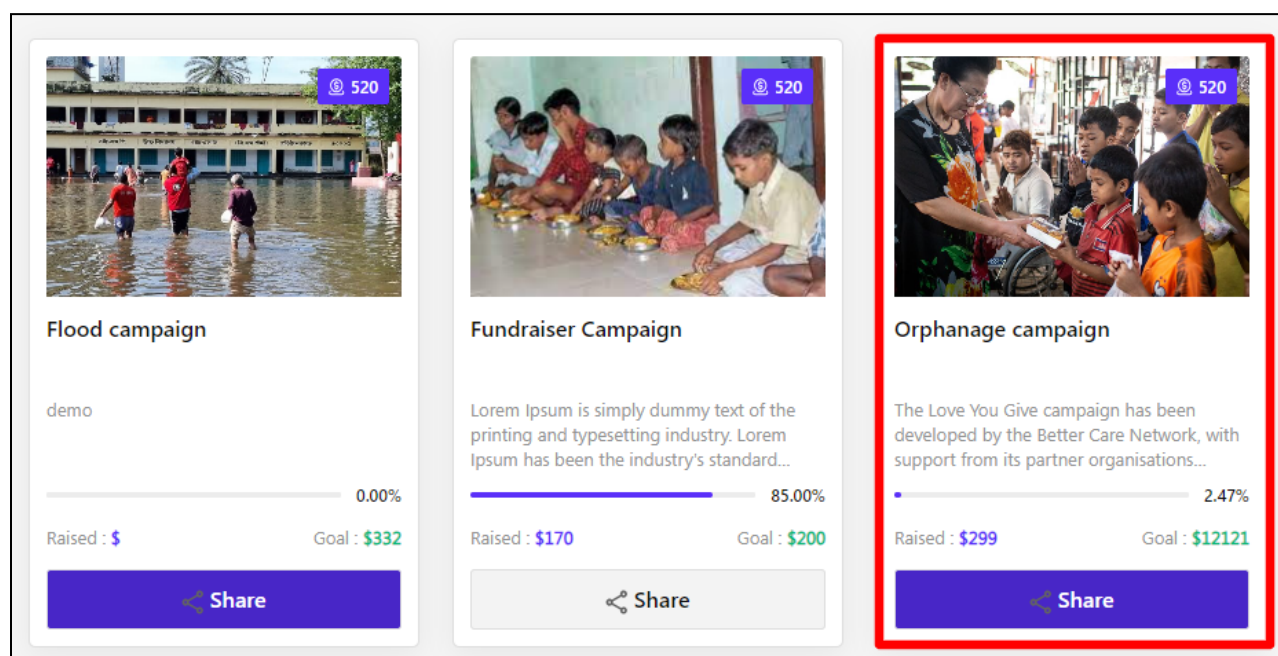 520
520
520
Flood campaign
Fundraiser Campaign
Orphanage campaign
demo
Lorem Ipsum is simply dummy text of the
printing and typesetting industry. Lorem
Ipsum has been the industry's standard...
The Love You Give campaign has been
developed by the Better Care Network, with
support from its partner organisations...
0.00%
85.00%
2.47%
Raised : $
Goal : $332
Raised : $170
Goal : $200
Raised : $299
Goal : $12121
Share
Share
Share